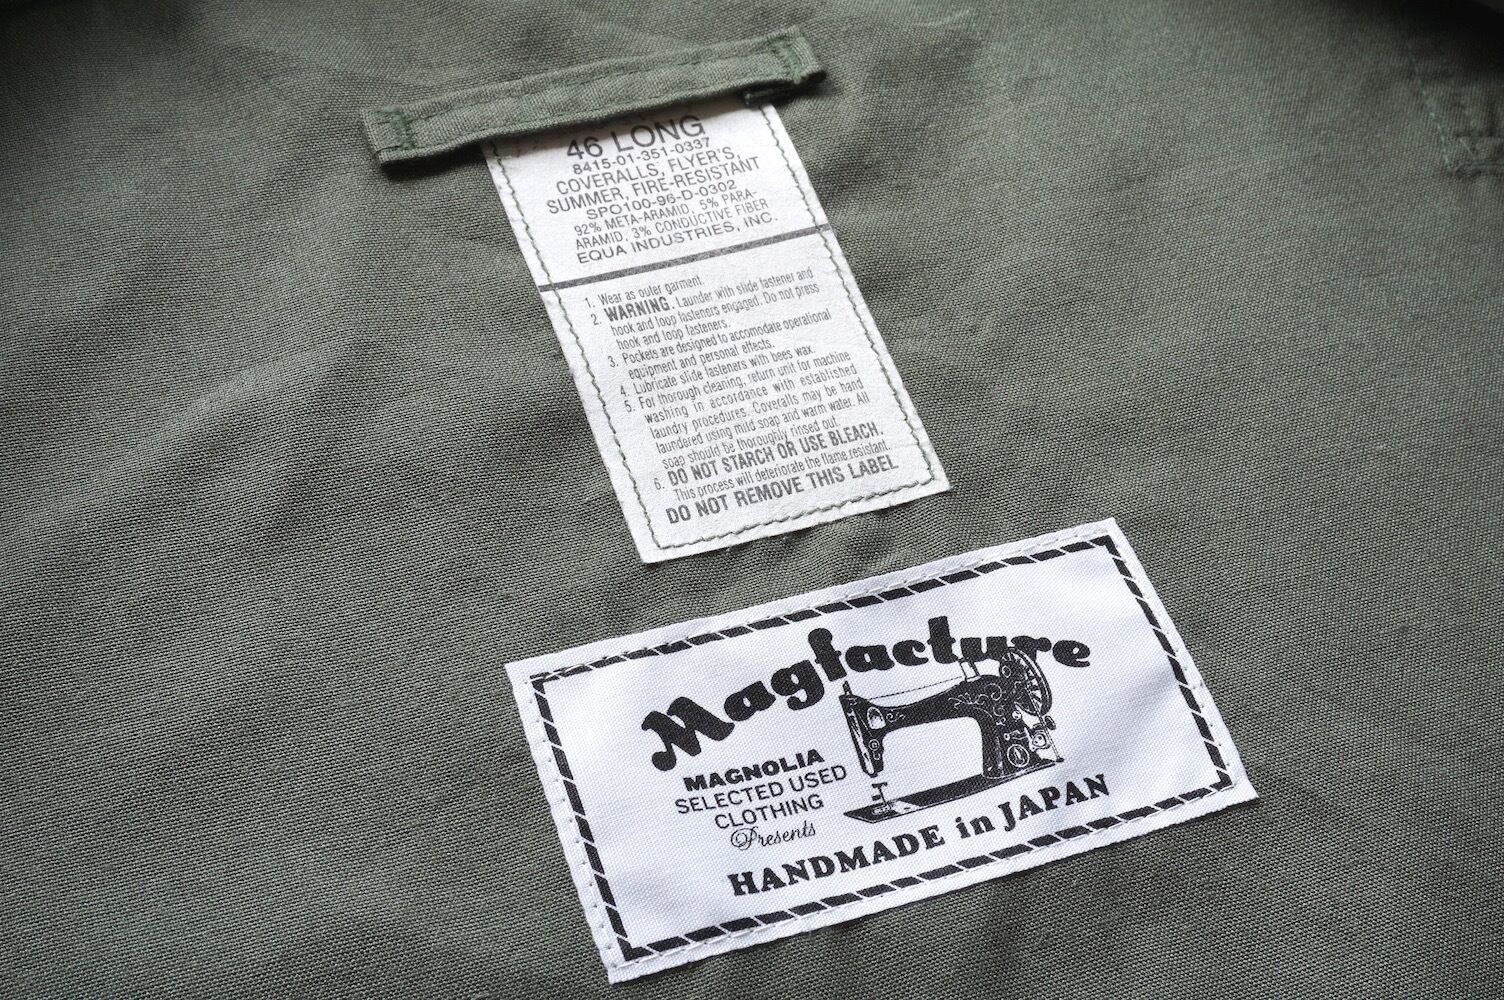 46 LONG
8415-01-351-0337
COVERALLS, FLYER'S,
SUMMER, FIRE-RESISTANT
SPO100-96-D-0302
92% META-ARAMID, 5% PARA-
ARAMID, 3% CONDUCTIVE FIBER
EQUA INDUSTRIES, INC.
1. Wear as outer garment.
2. WARNING. Launder with slide fastener and
hook and loop fasteners engaged. Do not press
hook and loop fasteners.
3. Pockets are designed to accomodate operational
equipment and personal effects.
4. Lubricate slide fasteners with bees wax.
5. For thorough cleaning, return unit for machine
washing in accordance with established
laundry procedures. Coveralls may be hand
laundered using mild soap and warm water. All
soap should be thoroughly rinsed out.
6. DO NOT STARCH OR USE BLEACH.
This process will deteriorate the flame resistant.
DO NOT REMOVE THIS LABEL
Magfacture
MAGNOLIA
SELECTED USED
CLOTHING
Presents
HANDMADE in JAPAN